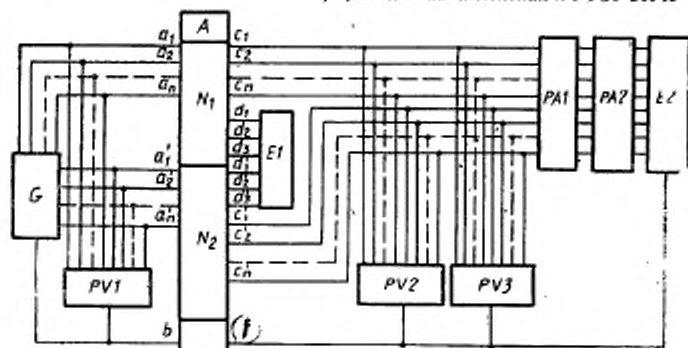 A
a₁ c₁
a₂ c₂
aₙ N₁ cₙ PA1 PA2 E2
d₁
d₂
d₃ E1
a₁' d₁'
a₂' d₂'
G
aₙ' c₁'
N₂ c₂'
cₙ'
PV1 PV2 PV3
b